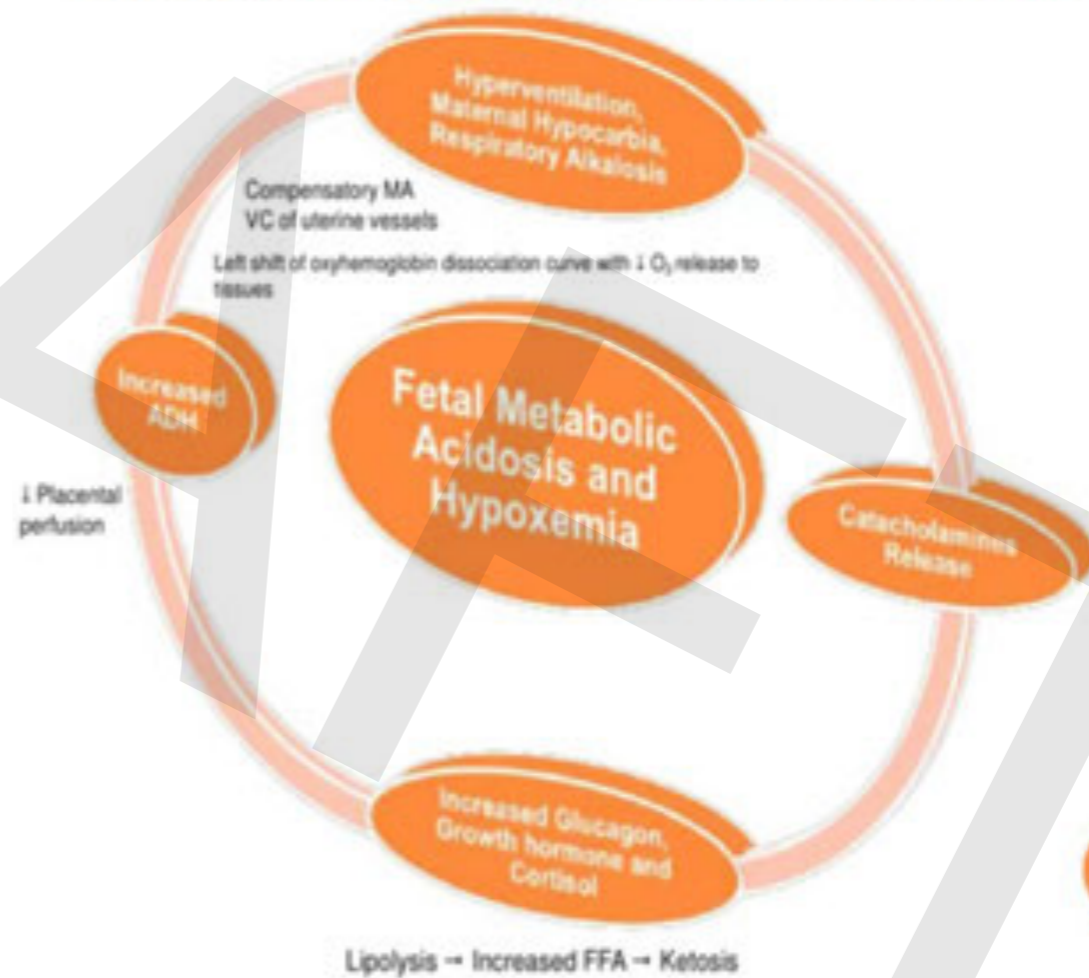 Hyperventilation,
Maternal Hypocarbia,
Respiratory Alkalosis
Compensatory MA
VC of uterine vessels
Left shift of oxyhemoglobin dissociation curve with ↓ O₂ release to
tissues
Increased
ADH
Fetal Metabolic
Acidosis and
Hypoxemia
↓ Placental
perfusion
Catacholamines
Release
Increased Glucagon,
Growth hormone and
Cortisol
Lipolysis → Increased FFA → Ketosis